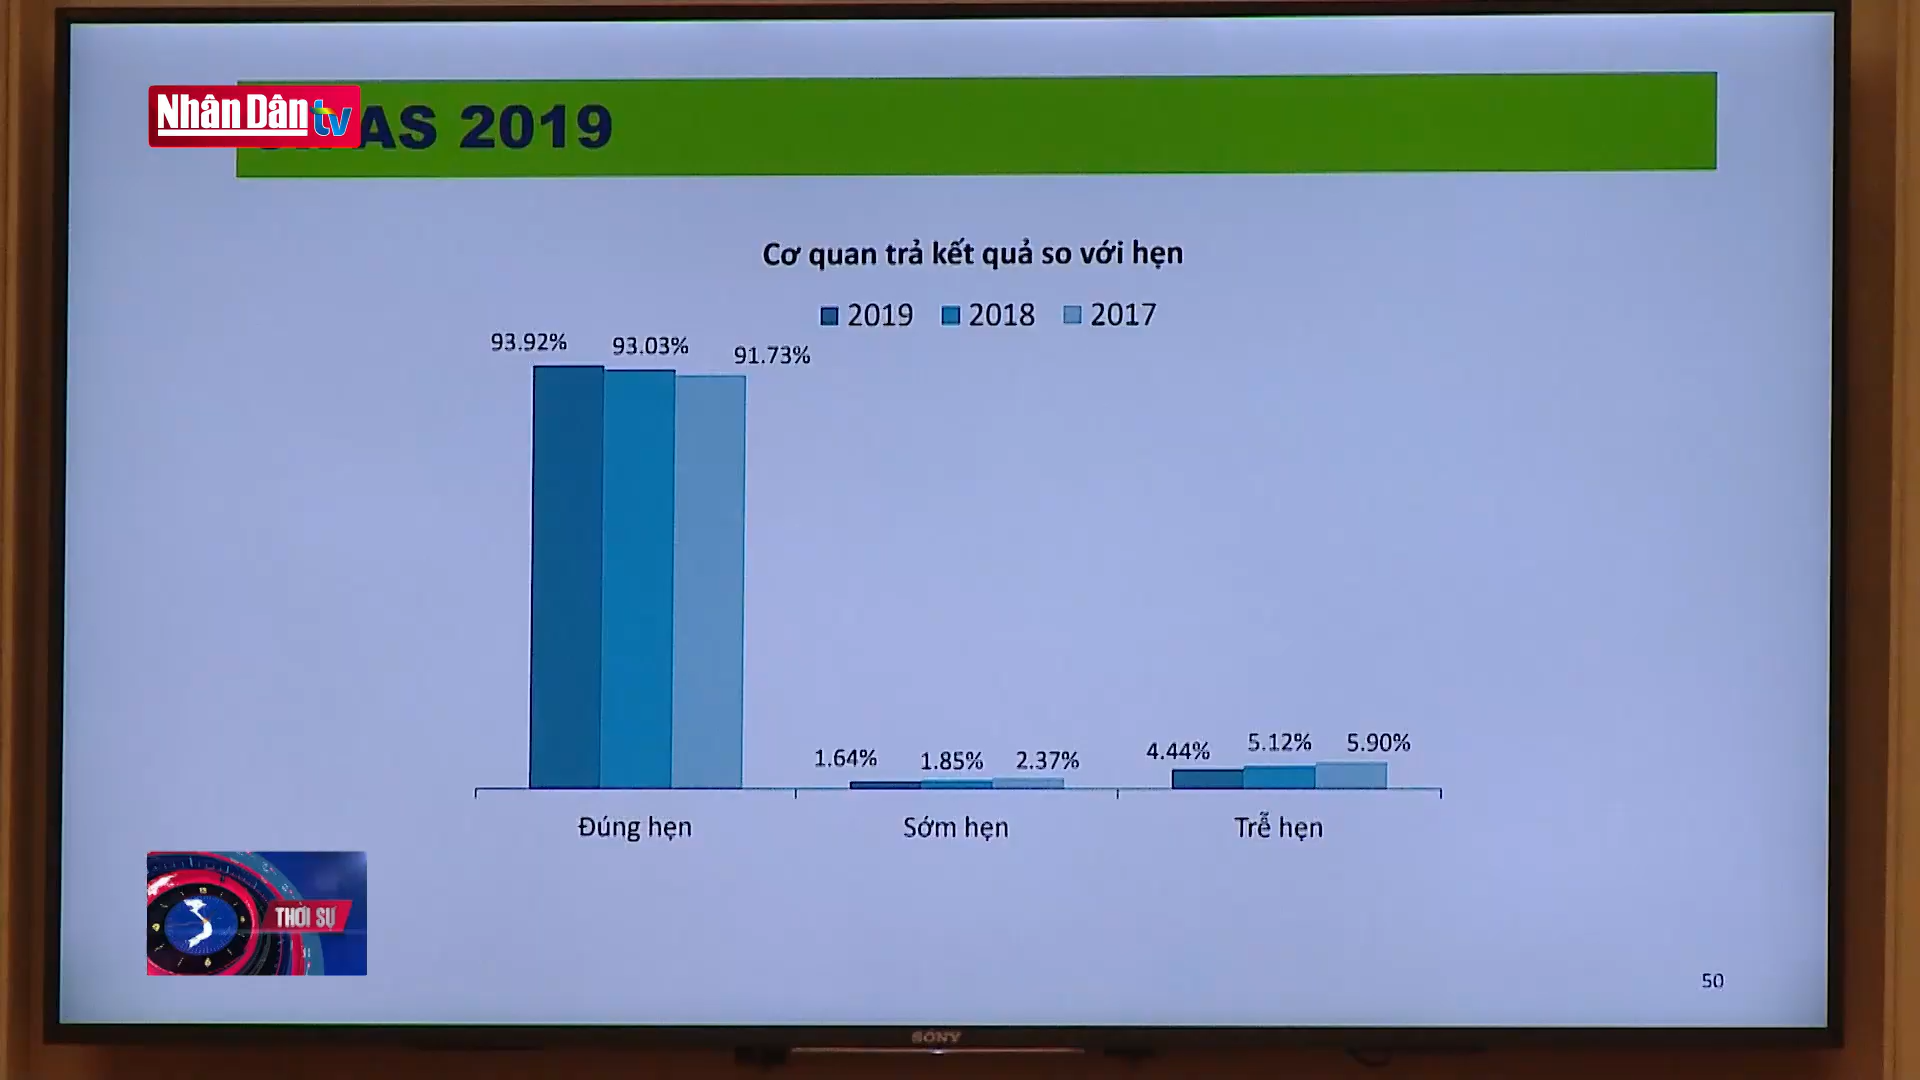 Nhân Dân tv
AS 2019
Cơ quan trả kết quả so với hẹn
2019 2018 2017
93.92% 93.03% 91.73%
1.64% 1.85% 2.37% 4.44% 5.12% 5.90%
Đúng hẹn Sớm hẹn Trễ hẹn
THỜI SỰ
50
SONY